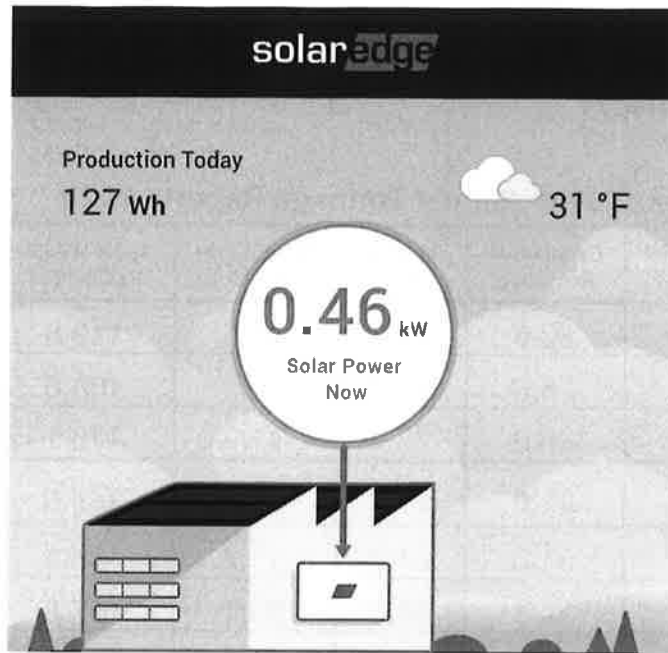 solaredge
Production Today
127 Wh
31 °F
0.46 kW
Solar Power
Now